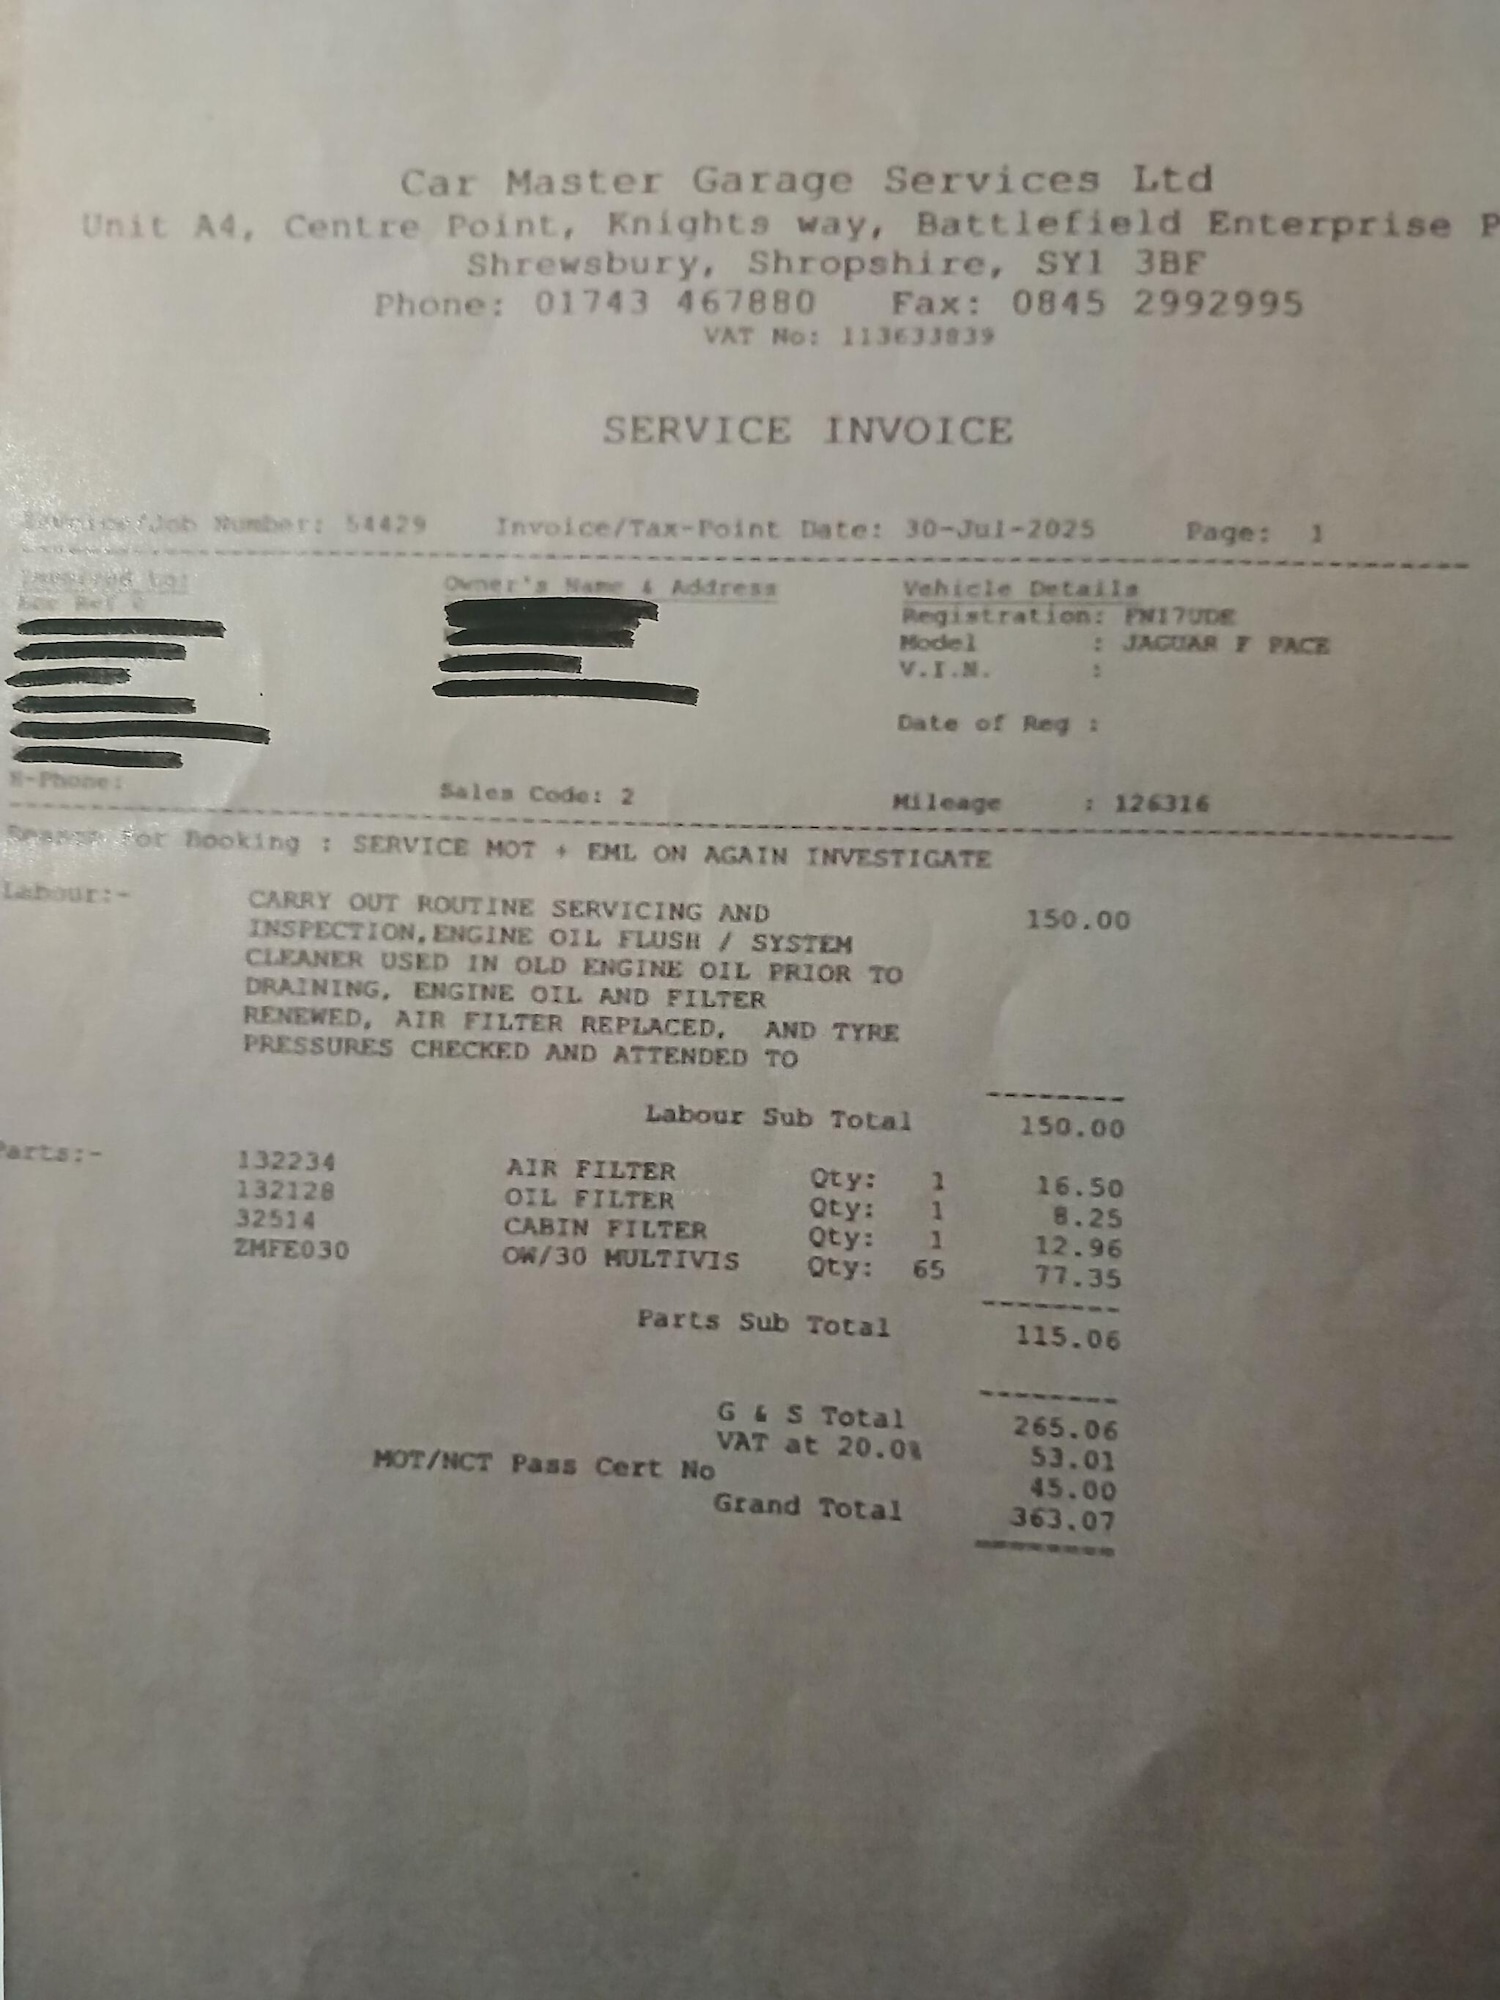 Car Master Garage Services Ltd
Unit A4, Centre Point, Knights way, Battlefield Enterprise P
Shrewsbury, Shropshire, SY1 3BF
Phone: 01743 467880 Fax: 0845 2992995
VAT No: 113633839
SERVICE INVOICE
Invoice/Job Number: 54429 Invoice/Tax-Point Date: 30-Jul-2025 Page: 1
Invoiced to: Owner's Name & Address Vehicle Details
Registration: FN17UDE
Model : JAGUAR F PACE
V.I.N. :
Date of Reg :
H-Phone: Sales Code: 2 Mileage : 126316
Reason For Booking : SERVICE MOT + EML ON AGAIN INVESTIGATE
Labour:- CARRY OUT ROUTINE SERVICING AND 150.00
INSPECTION,ENGINE OIL FLUSH / SYSTEM
CLEANER USED IN OLD ENGINE OIL PRIOR TO
DRAINING, ENGINE OIL AND FILTER
RENEWED, AIR FILTER REPLACED, AND TYRE
PRESSURES CHECKED AND ATTENDED TO
Labour Sub Total 150.00
Parts:- 132234 AIR FILTER Qty: 1 16.50
132128 OIL FILTER Qty: 1 8.25
32514 CABIN FILTER Qty: 1 12.96
ZMFE030 OW/30 MULTIVIS Qty: 65 77.35
Parts Sub Total 115.06
G & S Total 265.06
VAT at 20.0% 53.01
MOT/NCT Pass Cert No 45.00
Grand Total 363.07